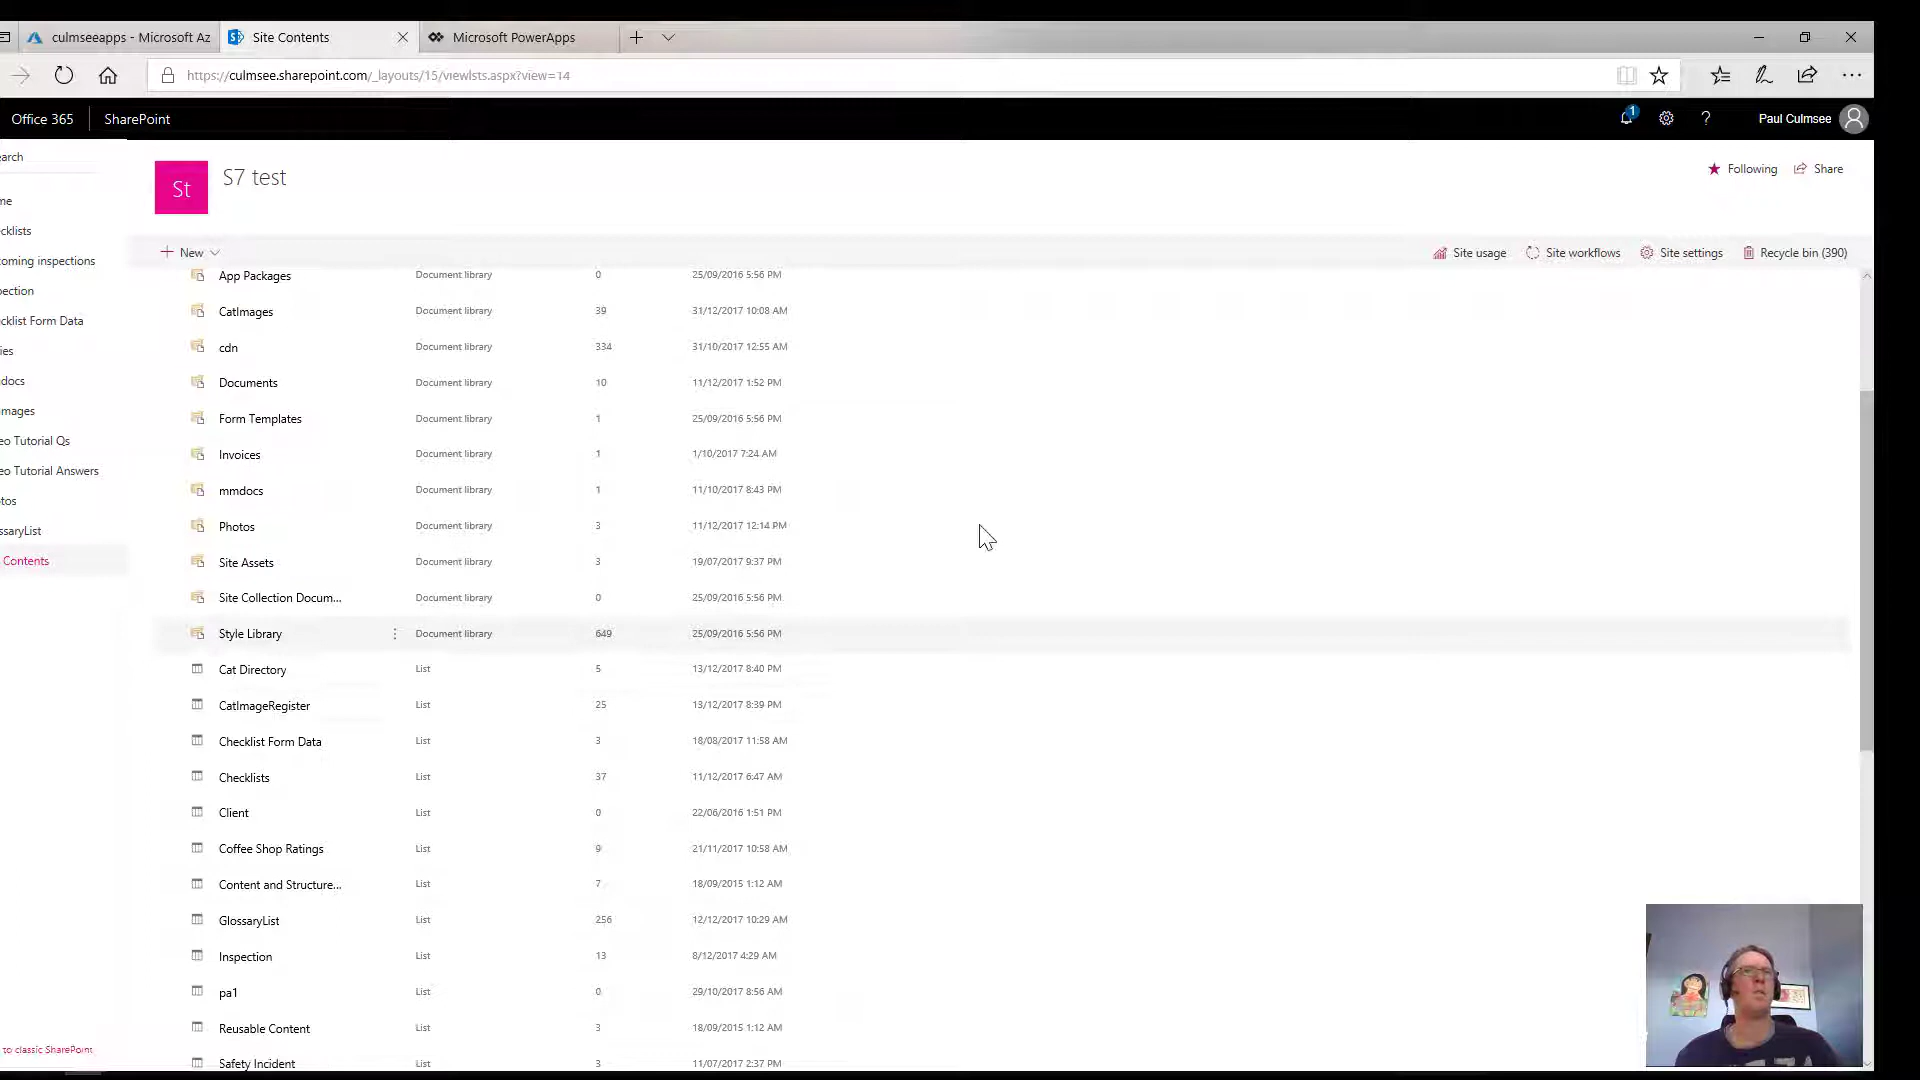 culmseeapps - Microsoft Az
Site Contents
Microsoft PowerApps
https://culmsee.sharepoint.com/_layouts/15/viewlsts.aspx?view=14
Office 365
SharePoint
1
?
Paul Culmsee
earch
St
S7 test
Following
Share
New
Site usage
Site workflows
Site settings
Recycle bin (390)
me
cklists
oming inspections
pection
cklist Form Data
ies
docs
mages
eo Tutorial Qs
eo Tutorial Answers
tos
ssaryList
Contents
to classic SharePoint
App Packages Document library 0 25/09/2016 5:56 PM
CatImages Document library 39 31/12/2017 10:08 AM
cdn Document library 334 31/10/2017 12:55 AM
Documents Document library 10 11/12/2017 1:52 PM
Form Templates Document library 1 25/09/2016 5:56 PM
Invoices Document library 1 1/10/2017 7:24 AM
mmdocs Document library 1 11/10/2017 8:43 PM
Photos Document library 3 11/12/2017 12:14 PM
Site Assets Document library 3 19/07/2017 9:37 PM
Site Collection Docum... Document library 0 25/09/2016 5:56 PM
Style Library Document library 649 25/09/2016 5:56 PM
Cat Directory List 5 13/12/2017 8:40 PM
CatImageRegister List 25 13/12/2017 8:39 PM
Checklist Form Data List 3 18/08/2017 11:58 AM
Checklists List 37 11/12/2017 6:47 AM
Client List 0 22/06/2016 1:51 PM
Coffee Shop Ratings List 9 21/11/2017 10:58 AM
Content and Structure... List 7 18/09/2015 1:12 AM
GlossaryList List 256 12/12/2017 10:29 AM
Inspection List 13 8/12/2017 4:29 AM
pa1 List 0 29/10/2017 8:56 AM
Reusable Content List 3 18/09/2015 1:12 AM
Safety Incident List 3 11/07/2017 2:37 PM